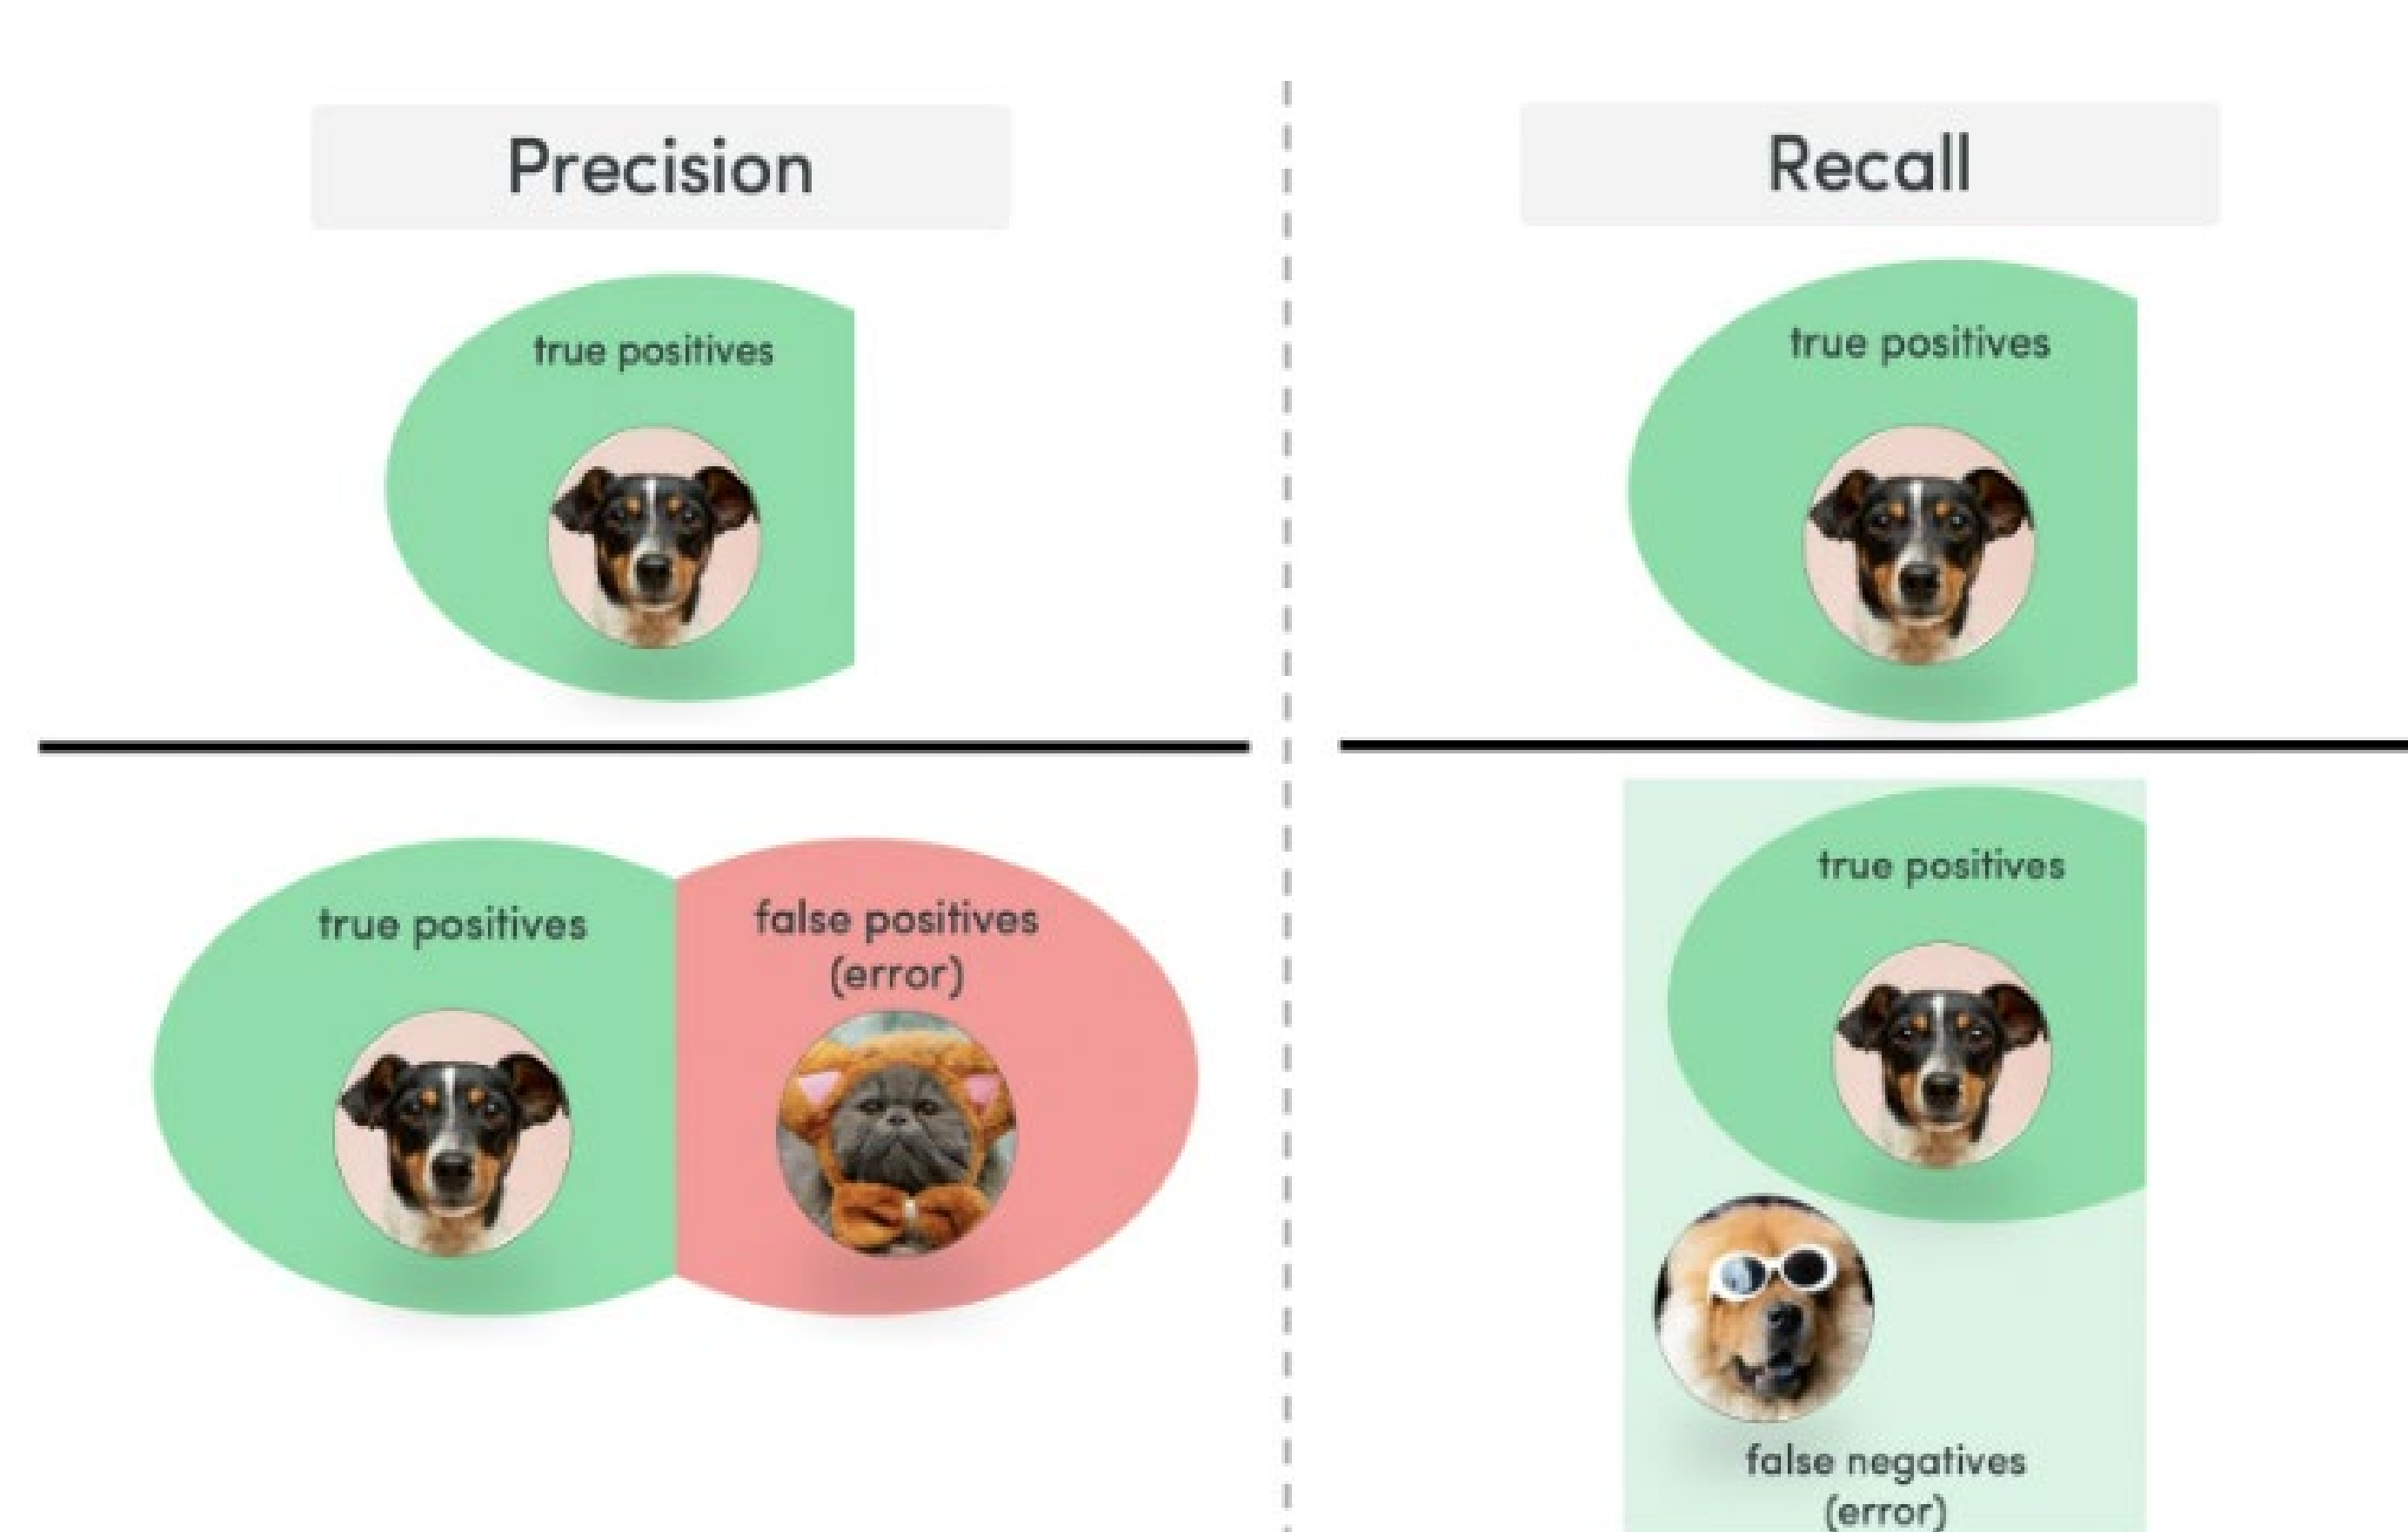 Precision
true positives
true positives
false positives
(error)
Recall
true positives
true positives
false negatives
(error)